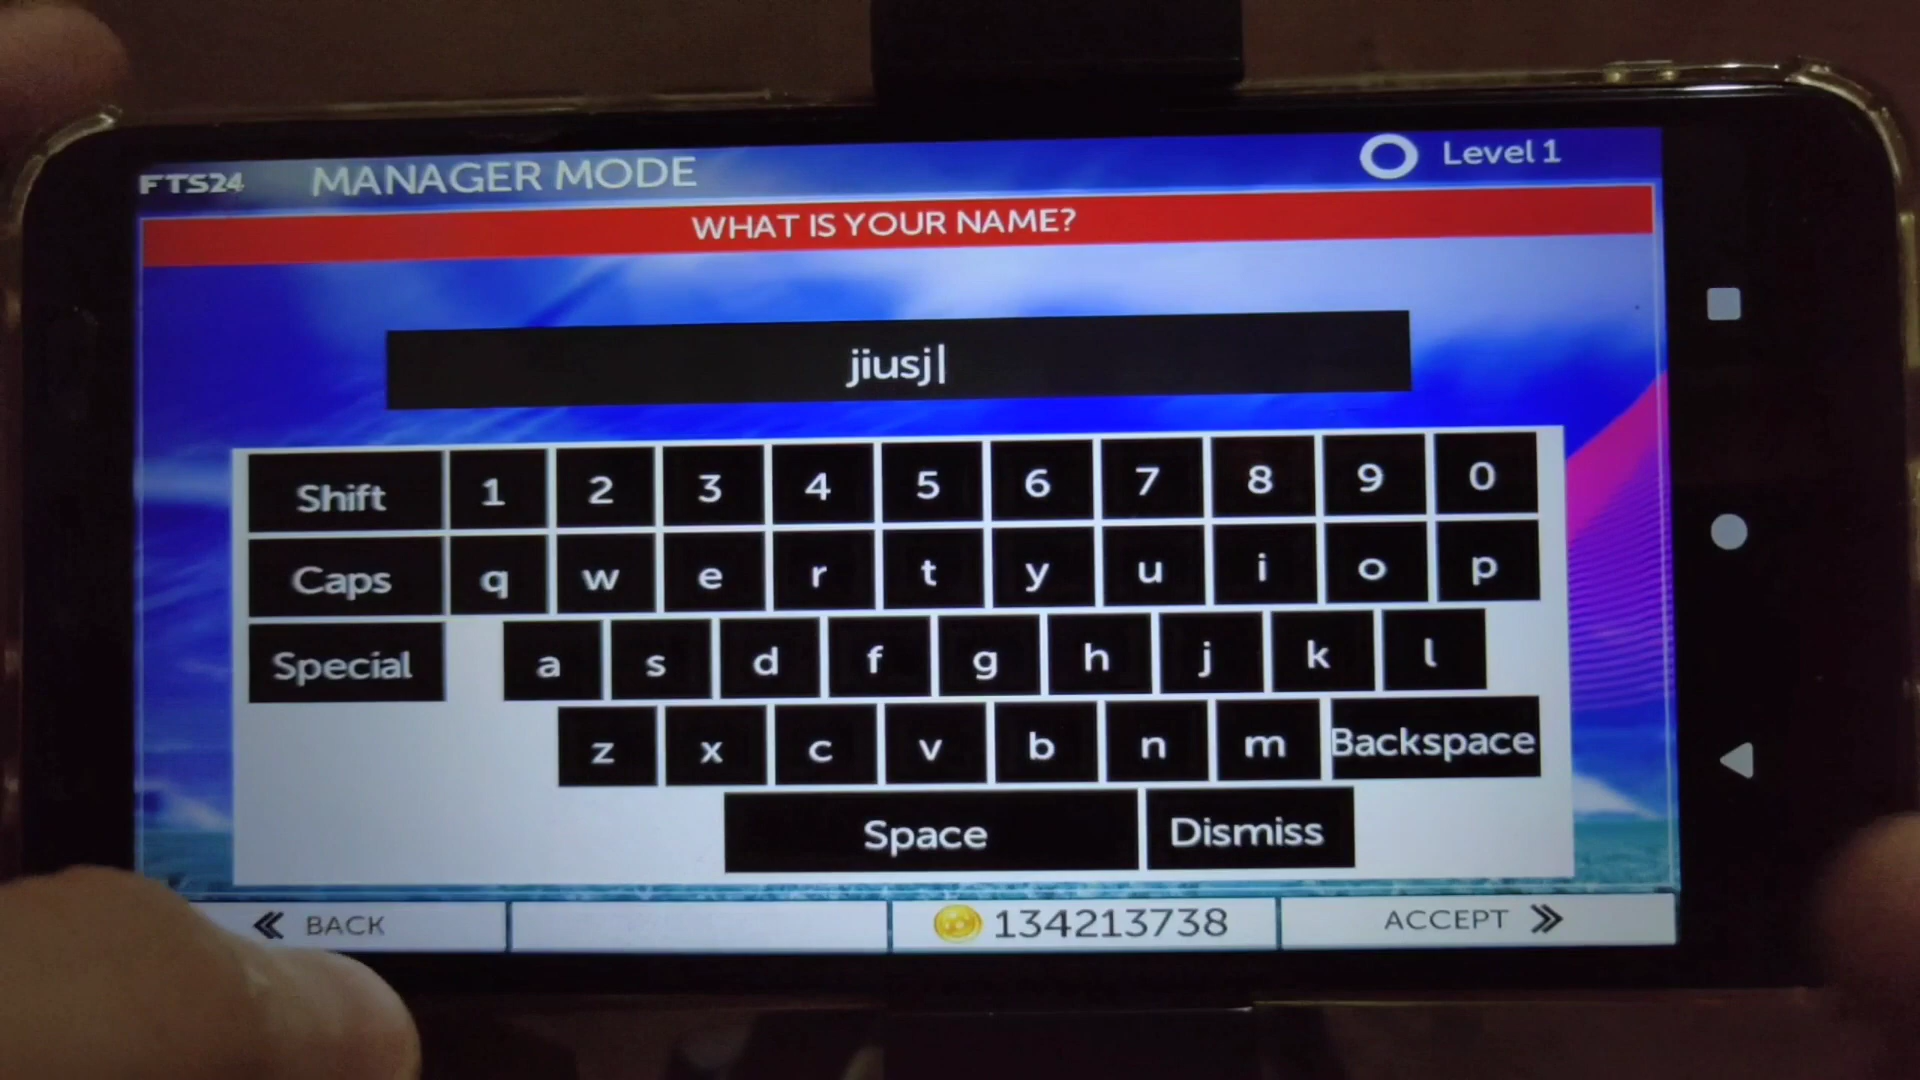 FTS24 MANAGER MODE Level 1
WHAT IS YOUR NAME?
jiusj
Shift 1 2 3 4 5 6 7 8 9 0
Caps q w e r t y u i o p
Special a s d f g h j k l
z x c v b n m Backspace
Space Dismiss
BACK 134213738 ACCEPT